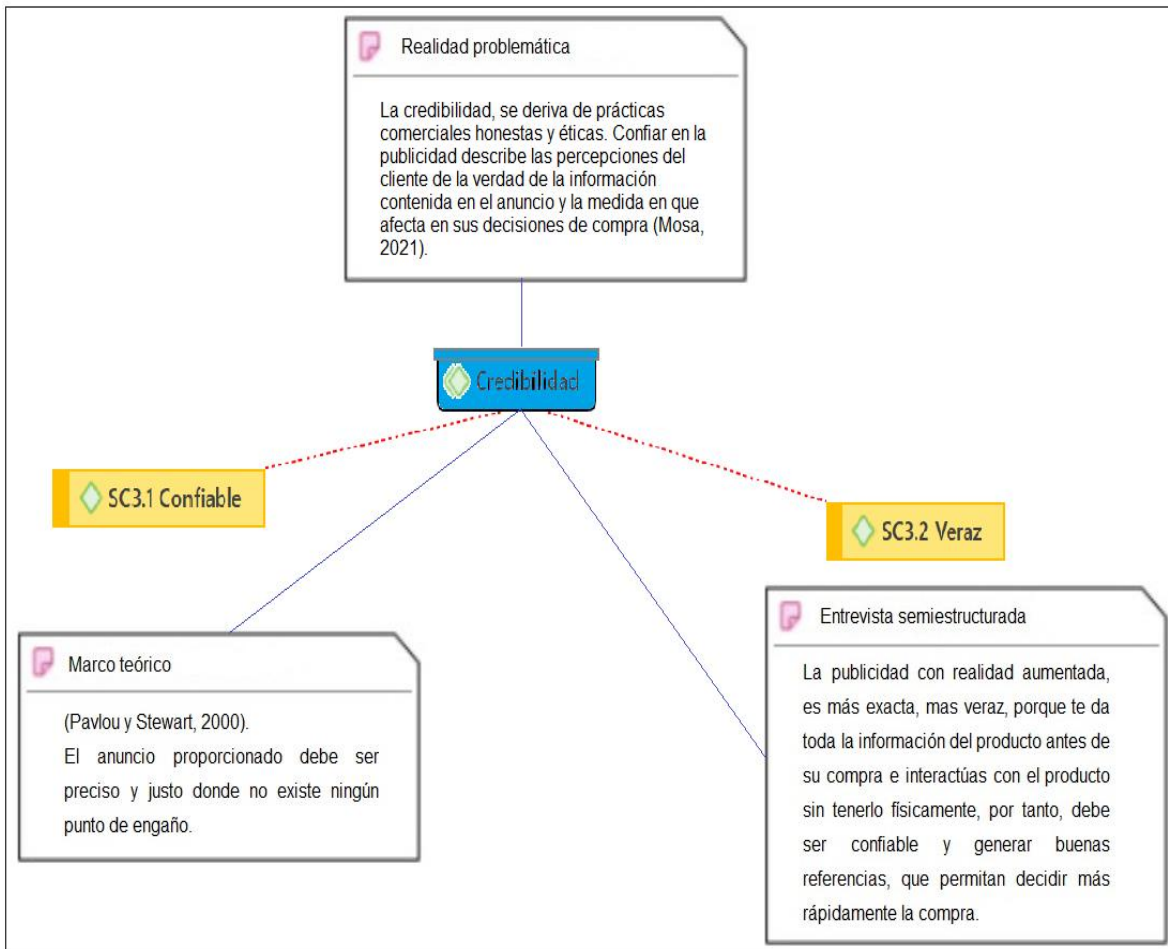 Realidad problemática
La credibilidad, se deriva de prácticas
comerciales honestas y éticas. Confiar en la
publicidad describe las percepciones del
cliente de la verdad de la información
contenida en el anuncio y la medida en que
afecta en sus decisiones de compra (Mosa,
2021).
Credibilidad
SC3.1 Confiable
SC3.2 Veraz
Marco teórico
(Pavlou y Stewart, 2000).
El anuncio proporcionado debe ser
preciso y justo donde no existe ningún
punto de engaño.
Entrevista semiestructurada
La publicidad con realidad aumentada,
es más exacta, mas veraz, porque te da
toda la información del producto antes de
su compra e interactúas con el producto
sin tenerlo físicamente, por tanto, debe
ser confiable y generar buenas
referencias, que permitan decidir más
rápidamente la compra.